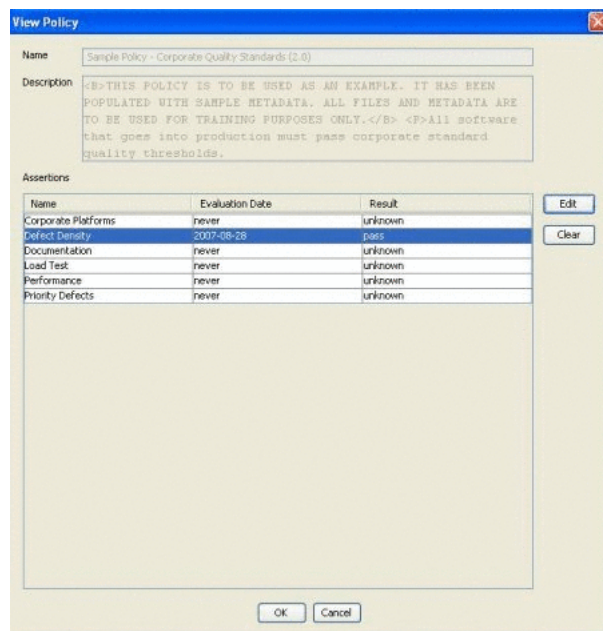 View Policy
Name Sample Policy - Corporate Quality Standards (2.0)
Description <B>THIS POLICY IS TO BE USED AS AN EXAMPLE. IT HAS BEEN
POPULATED WITH SAMPLE METADATA. ALL FILES AND METADATA ARE
TO BE USED FOR TRAINING PURPOSES ONLY.</B> <P>All software
that goes into production must pass corporate standard
quality thresholds.
Assertions
Name Evaluation Date Result Edit
Corporate Platforms never unknown
Defect Density 2007-08-28 pass Clear
Documentation never unknown
Load Test never unknown
Performance never unknown
Priority Defects never unknown
OK Cancel